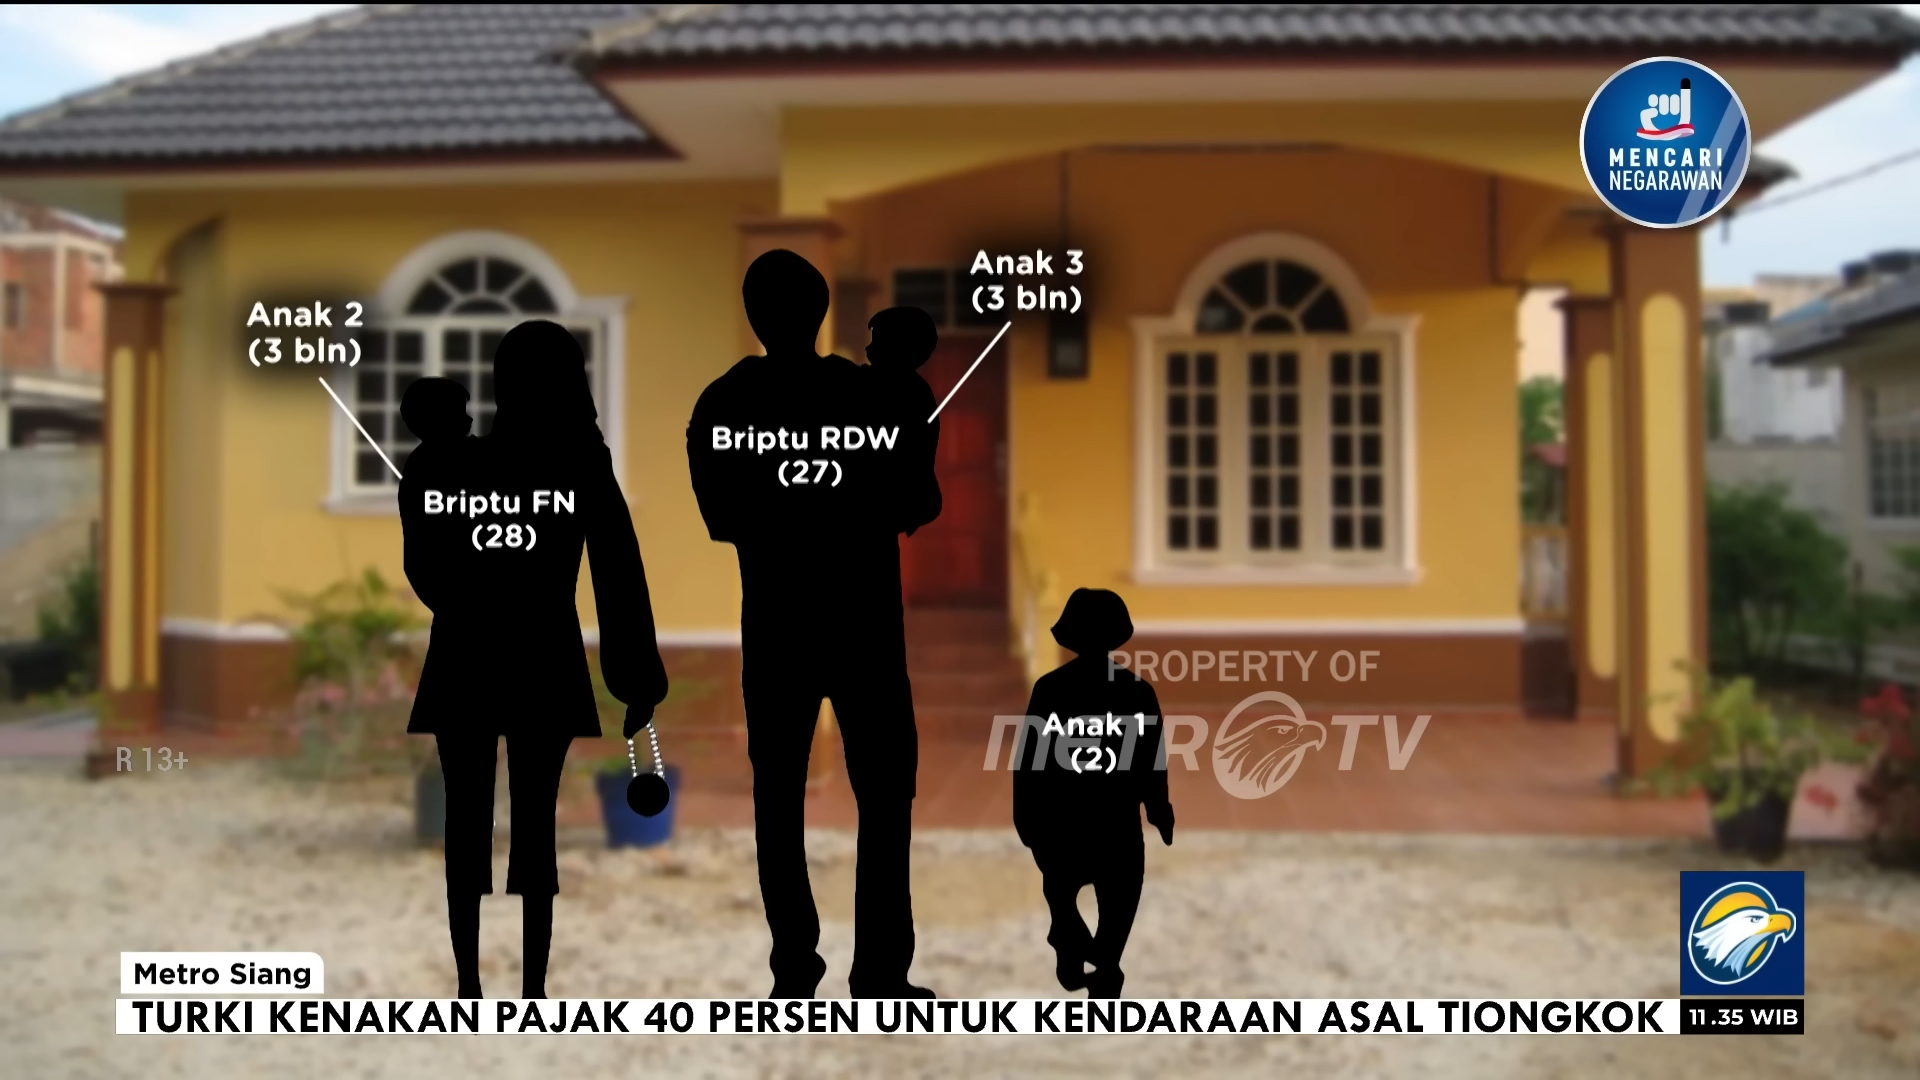 MENCARI
NEGARAWAN
Anak 3
(3 bln)
Anak 2
(3 bln)
Briptu RDW
(27)
Briptu FN
(28)
PROPERTY OF
METRO TV
Anak 1
(2)
R 13+
Metro Siang
TURKI KENAKAN PAJAK 40 PERSEN UNTUK KENDARAAN ASAL TIONGKOK
11.35 WIB